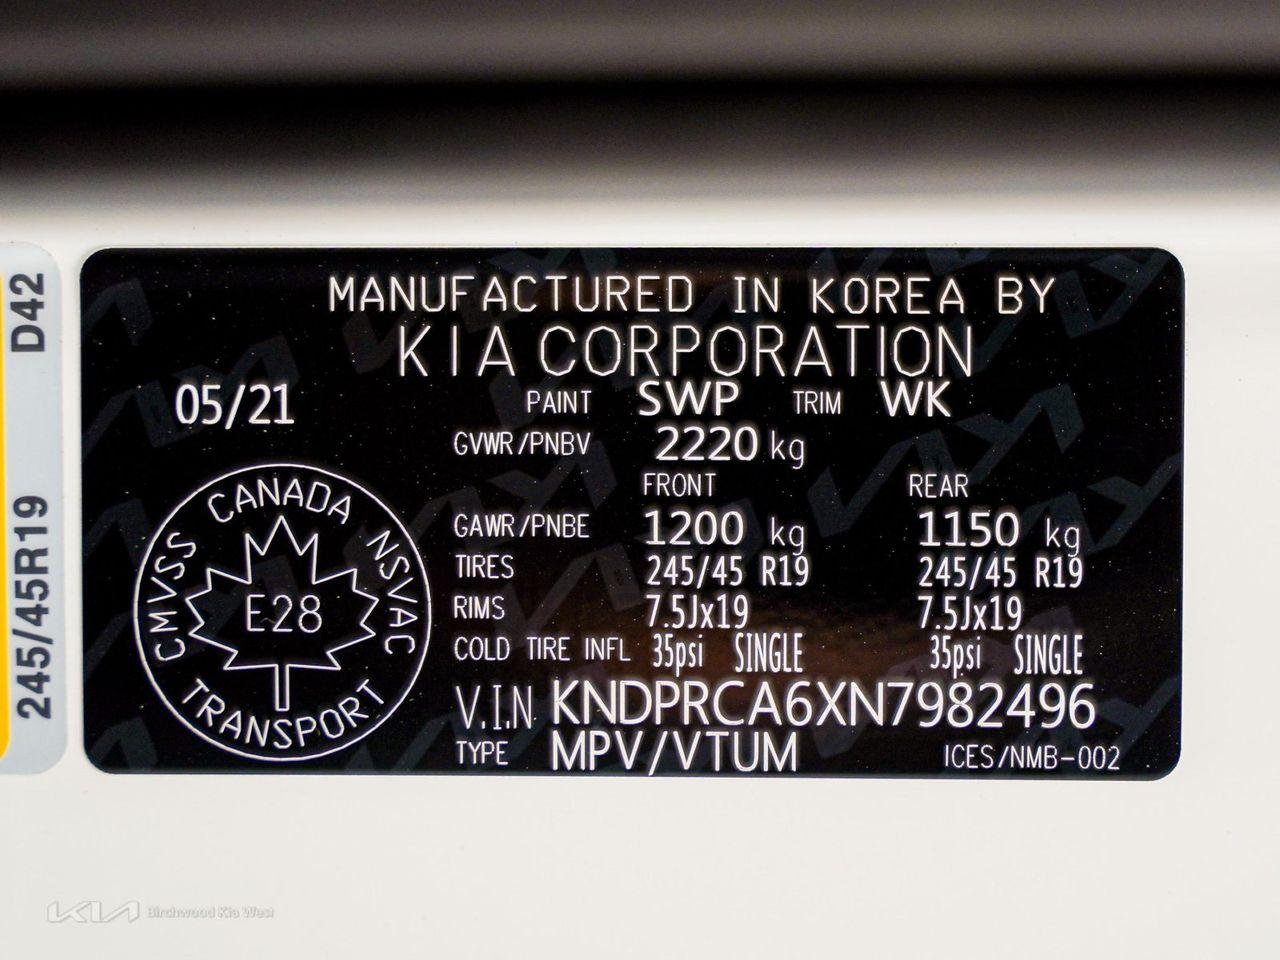 MANUFACTURED IN KOREA BY
KIA CORPORATION
05/21
PAINT SWP TRIM WK
GVWR/PNBV 2220 kg
FRONT REAR
GAWR/PNBE 1200 kg 1150 kg
TIRES 245/45 R19 245/45 R19
RIMS 7.5Jx19 7.5Jx19
COLD TIRE INFL 35psi SINGLE 35psi SINGLE
V.I.N KNDPRCA6XN7982496
TYPE MPV/VTUM ICES/NMB-002
CANADA
CMVSS NSVAC
E28
TRANSPORT
245/45R19 D42
KIA Birchwood Kia West